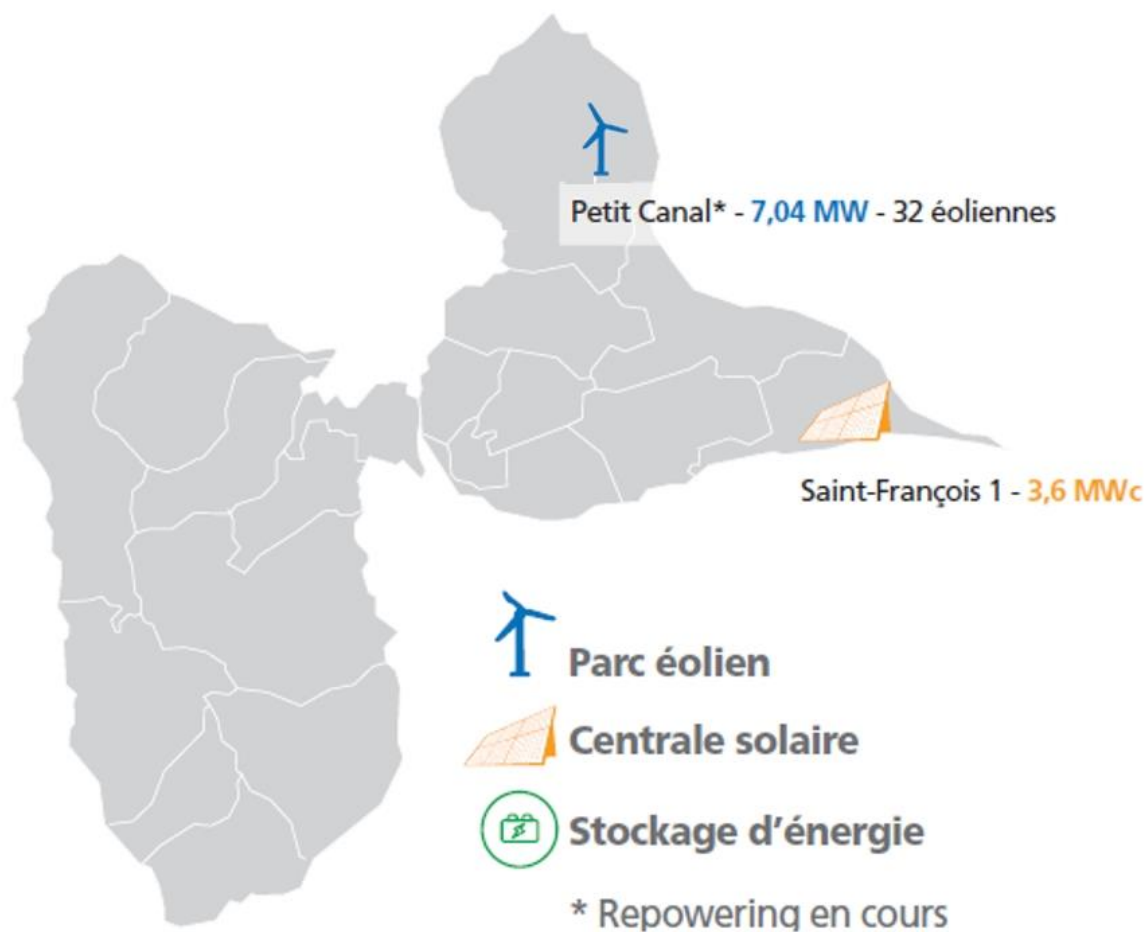 Petit Canal* - 7,04 MW - 32 éoliennes
Saint-François 1 - 3,6 MWc
Parc éolien
Centrale solaire
Stockage d’énergie
* Repowering en cours